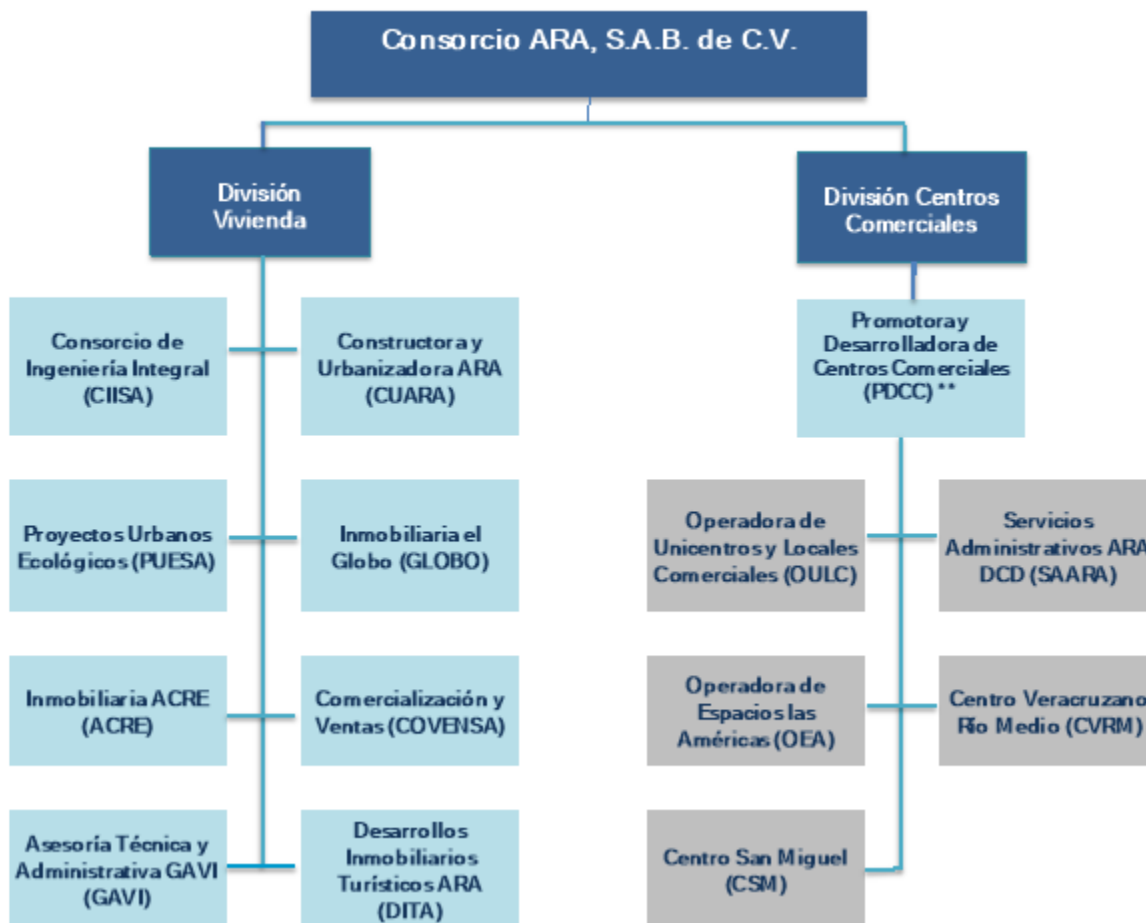 Consorcio ARA, S.A.B. de C.V.
División
Vivienda
División Centros
Comerciales
Consorcio de
Ingeniería Integral
(CIISA)
Constructora y
Urbanizadora ARA
(CUARA)
Promotora y
Desarrolladora de
Centros Comerciales
(PDCC) **
Proyectos Urbanos
Ecológicos (PUESA)
Inmobiliaria el
Globo (GLOBO)
Operadora de
Unicentros y Locales
Comerciales (OULC)
Servicios
Administrativos ARA
DCD (SAARA)
Inmobiliaria ACRE
(ACRE)
Comercialización y
Ventas (COVENSA)
Operadora de
Espacios las
Américas (OEA)
Centro Veracruzano
Río Medio (CVRM)
Asesoría Técnica y
Administrativa GAVI
(GAVI)
Desarrollos
Inmobiliarios
Turísticos ARA
(DITA)
Centro San Miguel
(CSM)